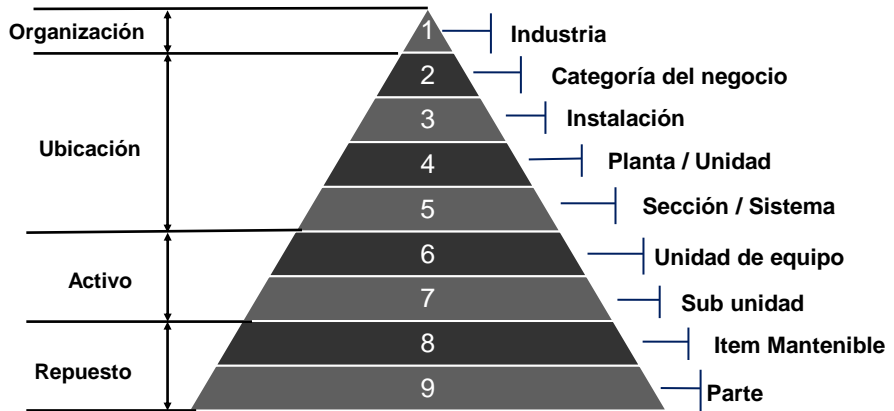 Organización
1
Industria
2
Categoría del negocio
3
Instalación
Ubicación
4
Planta / Unidad
5
Sección / Sistema
6
Unidad de equipo
Activo
7
Sub unidad
8
Item Mantenible
Repuesto
9
Parte